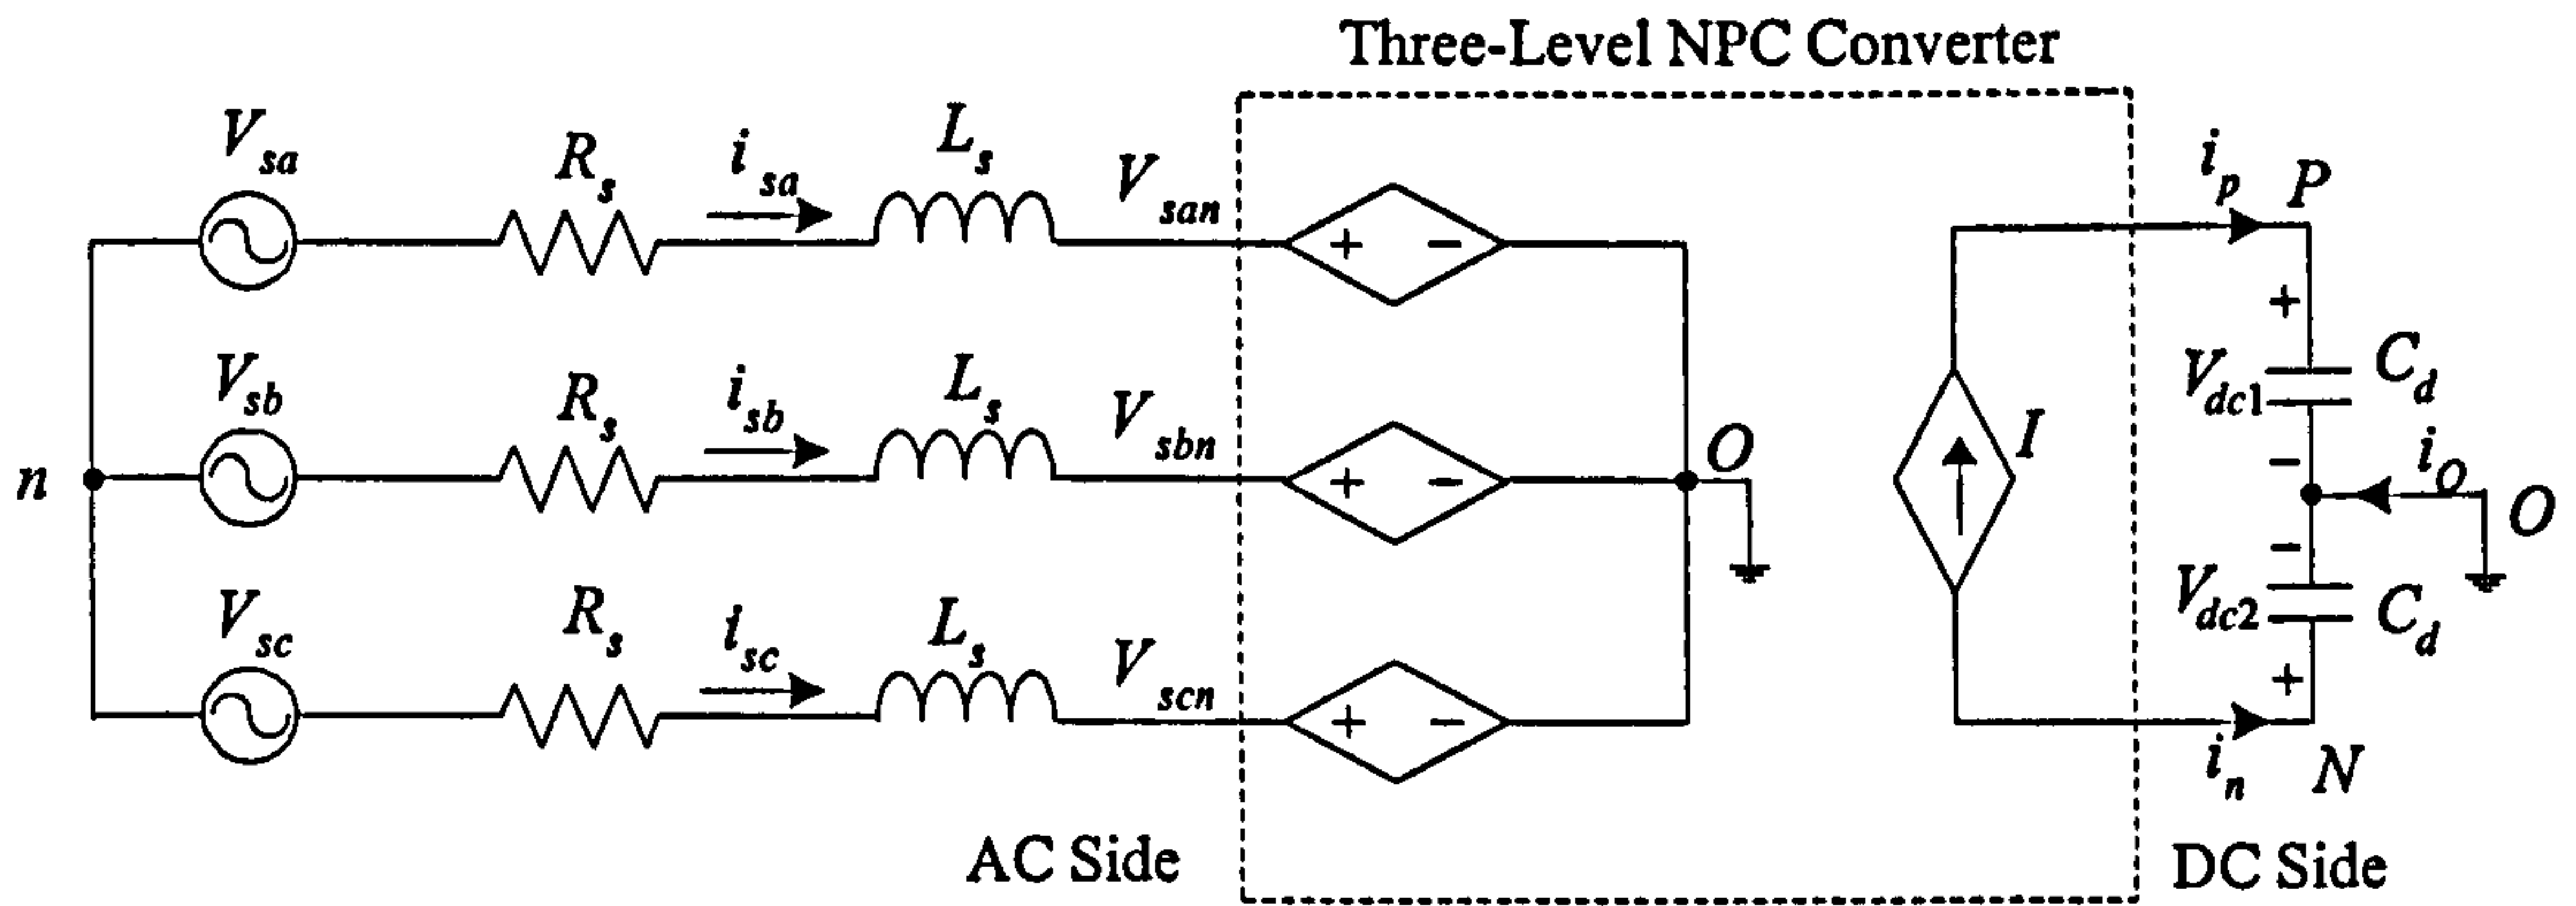 Three-Level NPC Converter
V_sa R_s i_sa L_s V_san + − i_p P
+
V_dc1 C_d
V_sb R_s i_sb L_s V_sbn + − O I − i_O O
n
− V_dc2 C_d
+
V_sc R_s i_sc L_s V_scn + − i_n N
AC Side DC Side